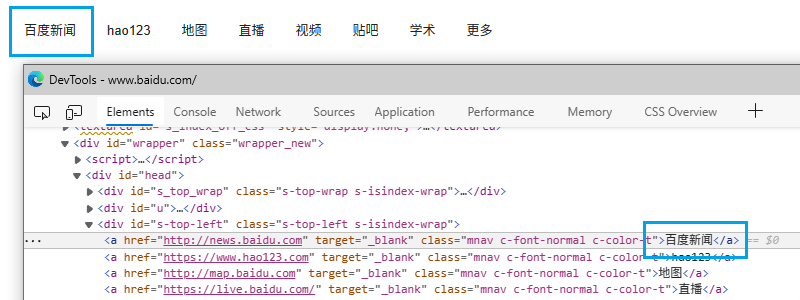 百度新闻 hao123 地图 直播 视频 贴吧 学术 更多
DevTools - www.baidu.com/
Elements Console Network Sources Application Performance Memory CSS Overview
<textarea id="s_index_off_css" style="display:none;">…</textarea>
<div id="wrapper" class="wrapper_new">
<script>…</script>
<div id="head">
<div id="s_top_wrap" class="s-top-wrap s-isindex-wrap">…</div>
<div id="u">…</div>
<div id="s-top-left" class="s-top-left s-isindex-wrap">
… <a href="http://news.baidu.com" target="_blank" class="mnav c-font-normal c-color-t">百度新闻</a> == $0
<a href="https://www.hao123.com" target="_blank" class="mnav c-font-normal c-color-t">hao123</a>
<a href="http://map.baidu.com" target="_blank" class="mnav c-font-normal c-color-t">地图</a>
<a href="https://live.baidu.com/" target="_blank" class="mnav c-font-normal c-color-t">直播</a>